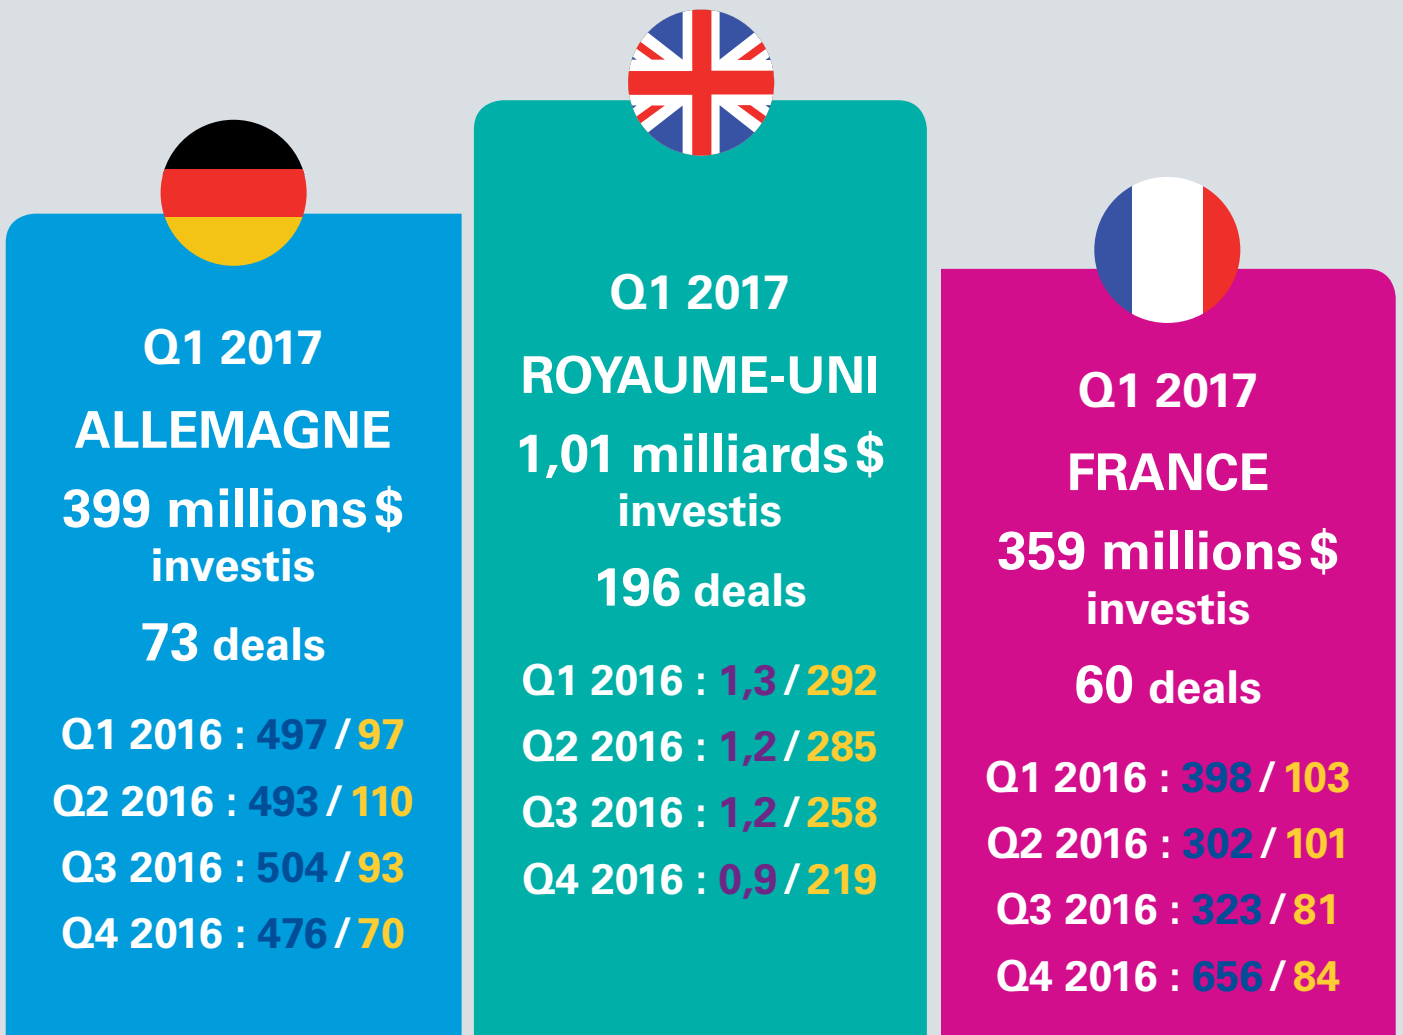 Q1 2017
ALLEMAGNE
399 millions $
investis
73 deals
Q1 2016 : 497 / 97
Q2 2016 : 493 / 110
Q3 2016 : 504 / 93
Q4 2016 : 476 / 70
Q1 2017
ROYAUME-UNI
1,01 milliards $
investis
196 deals
Q1 2016 : 1,3 / 292
Q2 2016 : 1,2 / 285
Q3 2016 : 1,2 / 258
Q4 2016 : 0,9 / 219
Q1 2017
FRANCE
359 millions $
investis
60 deals
Q1 2016 : 398 / 103
Q2 2016 : 302 / 101
Q3 2016 : 323 / 81
Q4 2016 : 656 / 84